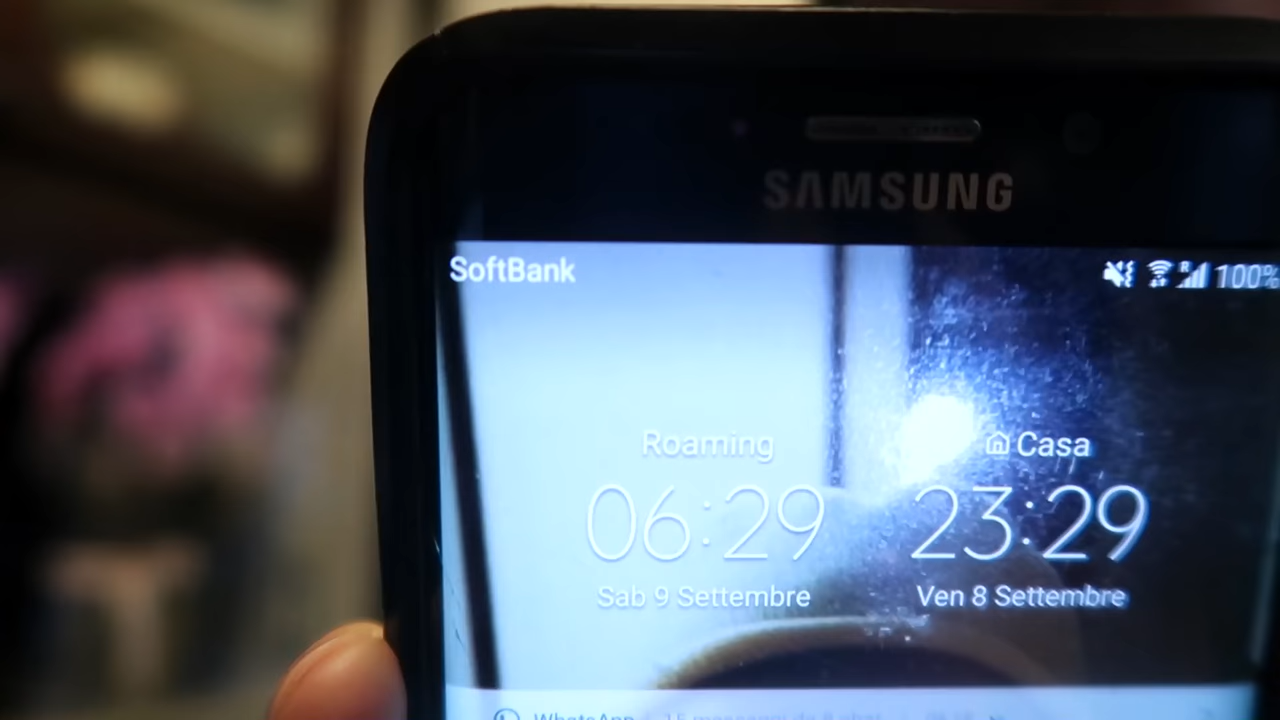 SAMSUNG
SoftBank
R 100%
Roaming
Casa
06:29
23:29
Sab 9 Settembre
Ven 8 Settembre
WhatsApp